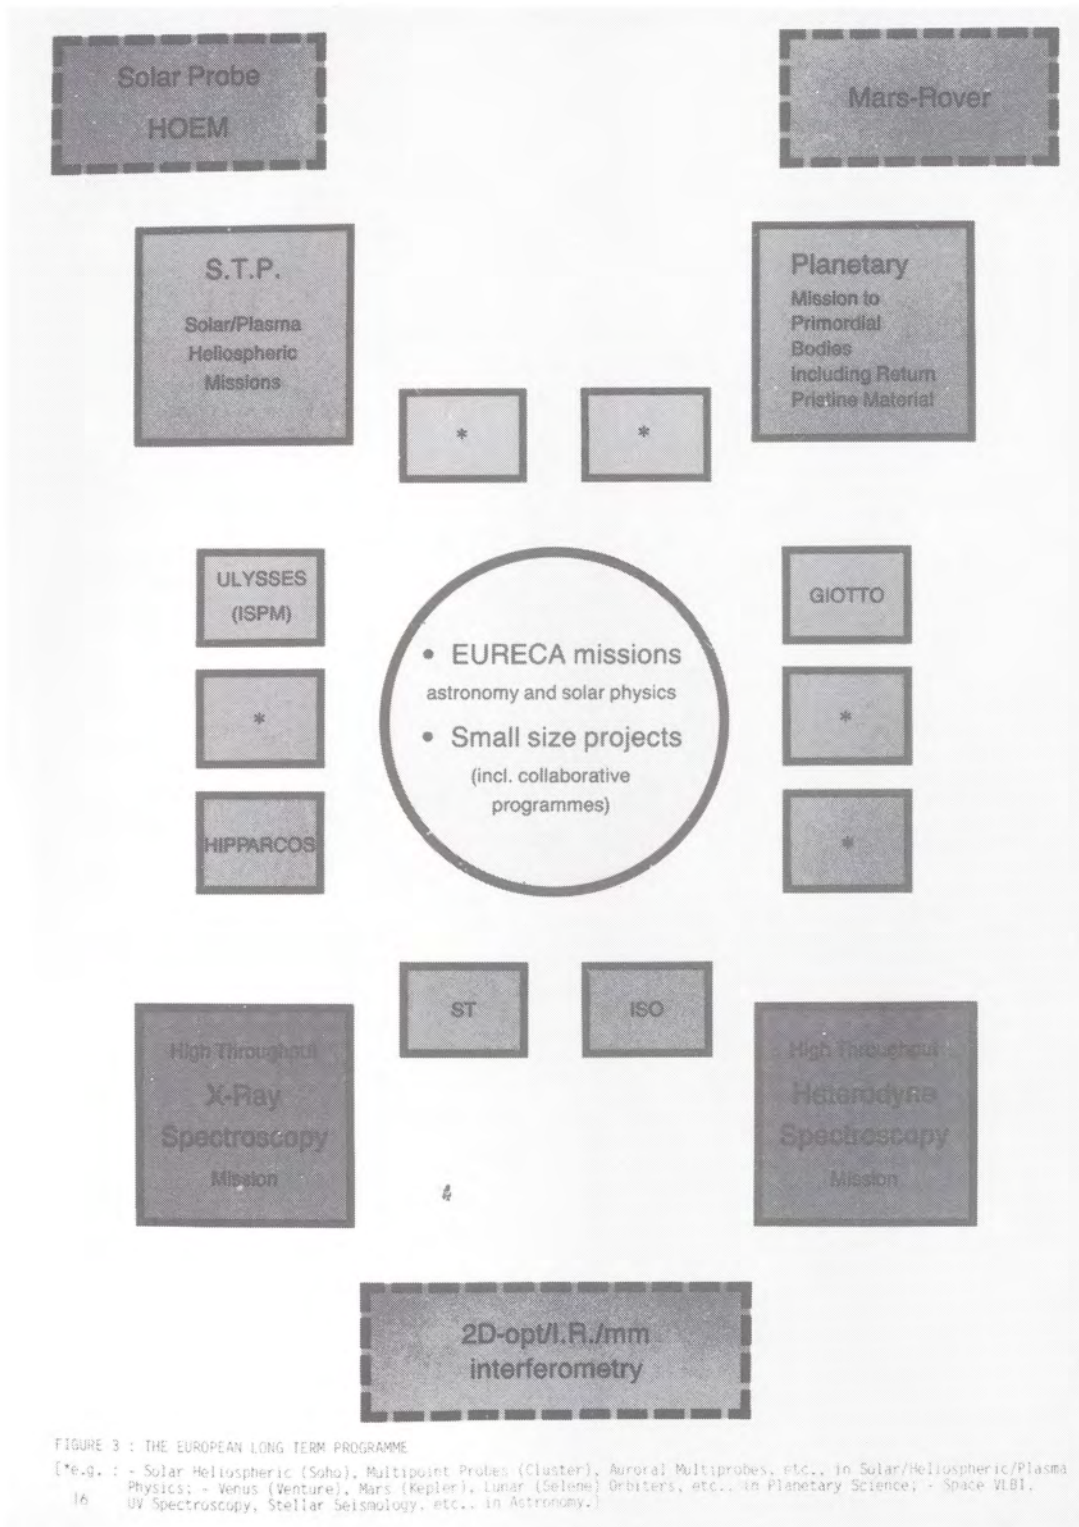 Solar Probe
HOEM
Mars-Rover
S.T.P.
Solar/Plasma
Heliospheric
Missions
Planetary
Mission to
Primordial
Bodies
including Return
Pristine Material
*
*
ULYSSES
(ISPM)
GIOTTO
• EURECA missions
astronomy and solar physics
• Small size projects
(incl. collaborative
programmes)
*
*
HIPPARCOS
*
ST
ISO
High Throughput
X-Ray
Spectroscopy
Mission
High Throughput
Heterodyne
Spectroscopy
Mission
2D-opt/I.R./mm
interferometry
FIGURE 3 : THE EUROPEAN LONG TERM PROGRAMME
[*e.g. : - Solar Heliospheric (Soho), Multipoint Probes (Cluster), Auroral Multiprobes, etc.. in Solar/Heliospheric/Plasma
Physics; - Venus (Venture), Mars (Kepler), Lunar (Selene) Orbiters, etc.. in Planetary Science; - Space VLBI,
UV Spectroscopy, Stellar Seismology, etc.. in Astronomy.]
16